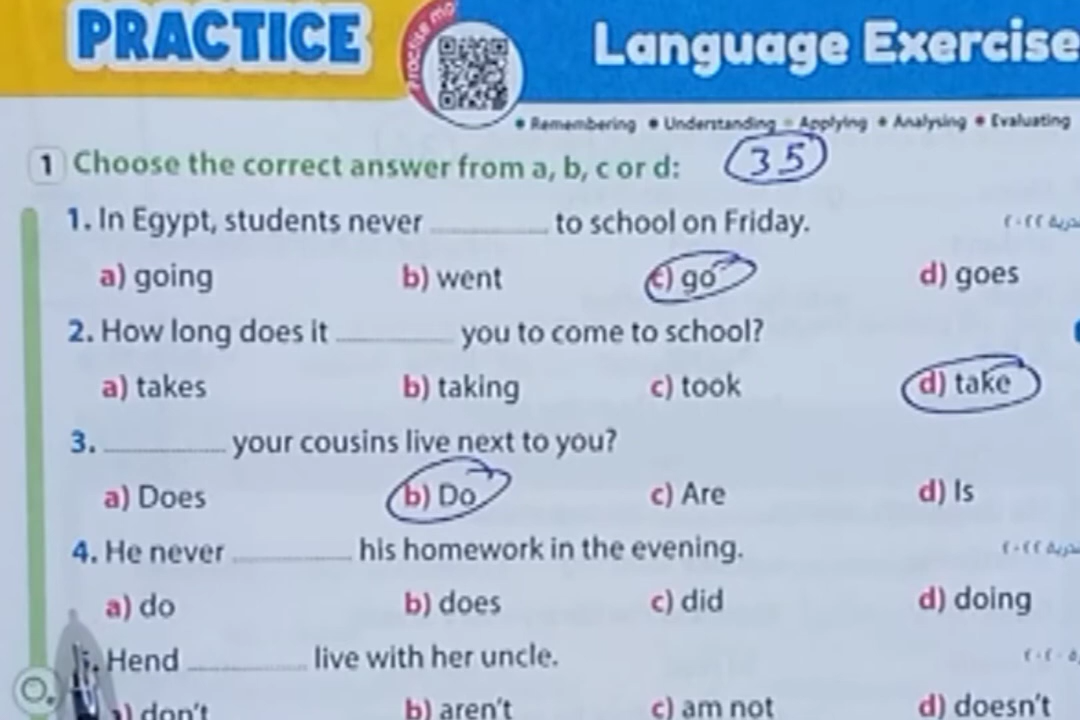 PRACTICE
Practise mo
Language Exercise
• Remembering • Understanding • Applying • Analysing • Evaluating
1 Choose the correct answer from a, b, c or d: 35
1. In Egypt, students never ________ to school on Friday.
a) going b) went c) go d) goes
2. How long does it ________ you to come to school?
a) takes b) taking c) took d) take
3. ________ your cousins live next to you?
a) Does b) Do c) Are d) Is
4. He never ________ his homework in the evening.
a) do b) does c) did d) doing
Hend ________ live with her uncle.
) don't b) aren't c) am not d) doesn't